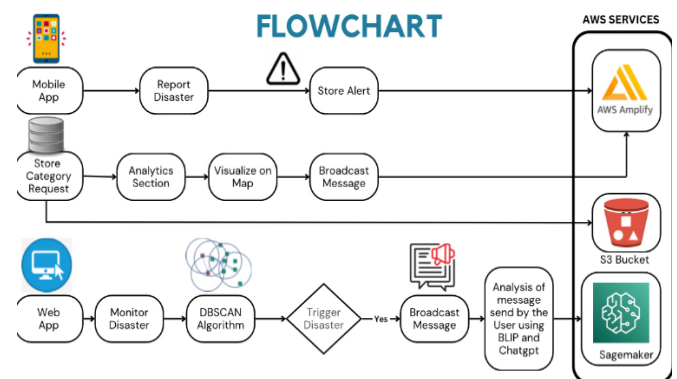 FLOWCHART
AWS SERVICES
Mobile
App
Report
Disaster
Store Alert
AWS Amplify
Store
Category
Request
Analytics
Section
Visualize on
Map
Broadcast
Message
S3 Bucket
Web
App
Monitor
Disaster
DBSCAN
Algorithm
Trigger
Disaster
Yes
Broadcast
Message
Analysis of
message
send by the
User using
BLIP and
Chatgpt
Sagemaker